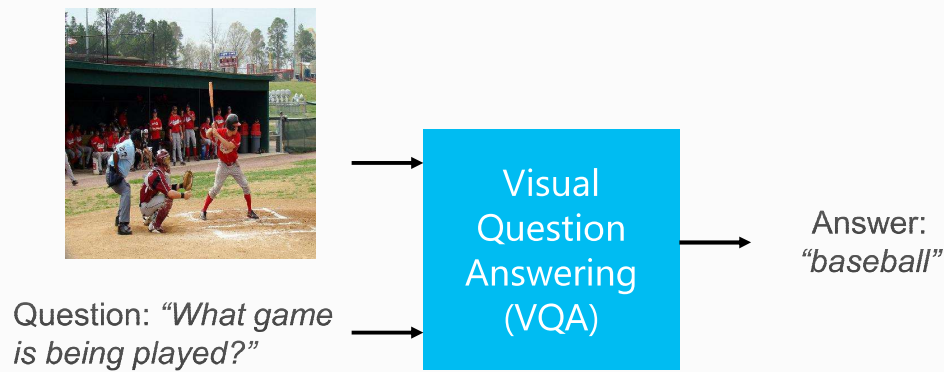 Question: “What game
is being played?”
Visual
Question
Answering
(VQA)
Answer:
“baseball”